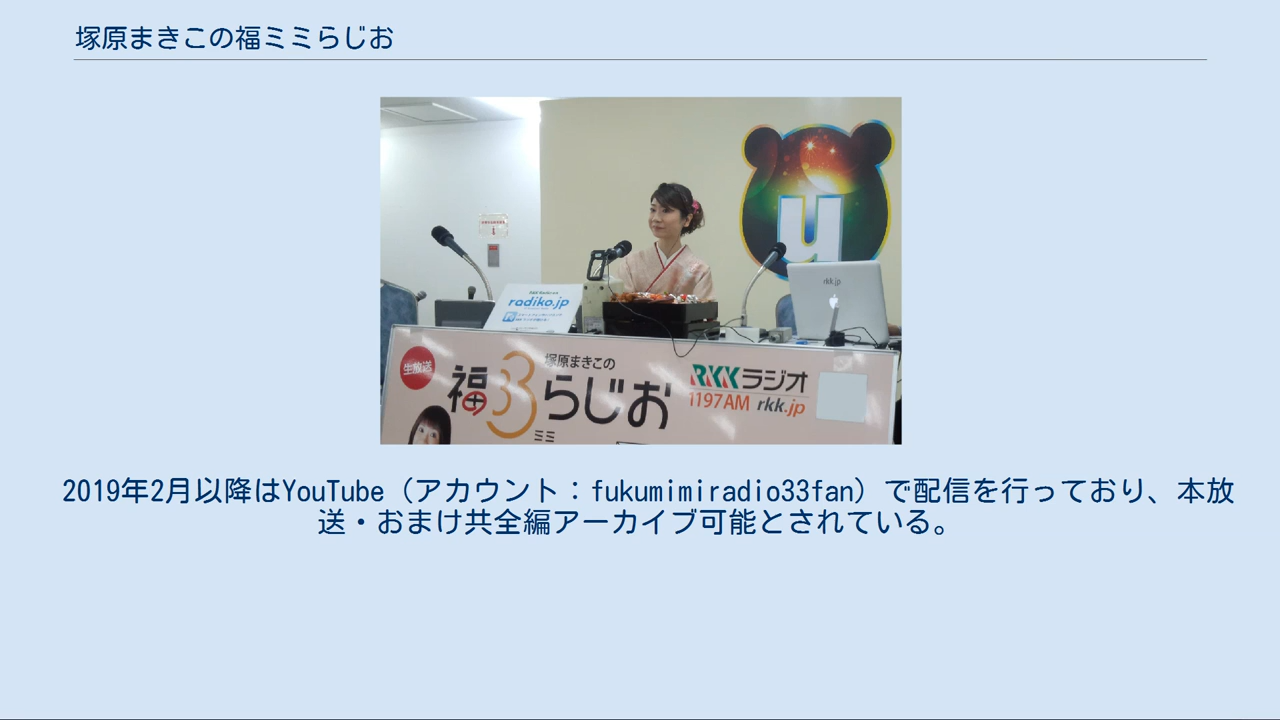 塚原まきこの福ミミらじお
u
rkk.jp
radiko.jp
生放送
塚原まきこの
福33らじお
ミミ
RKKラジオ
1197AM rkk.jp
2019年2月以降はYouTube（アカウント：fukumimiradio33fan）で配信を行っており、本放
送・おまけ共全編アーカイブ可能とされている。